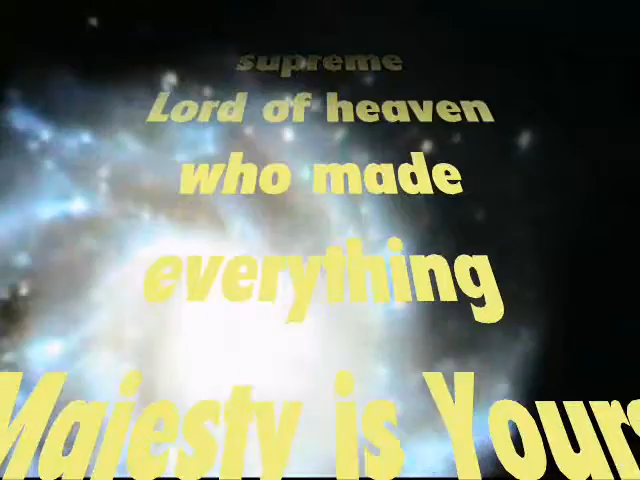 supreme
Lord of heaven
who made
everything
Majesty is Yours